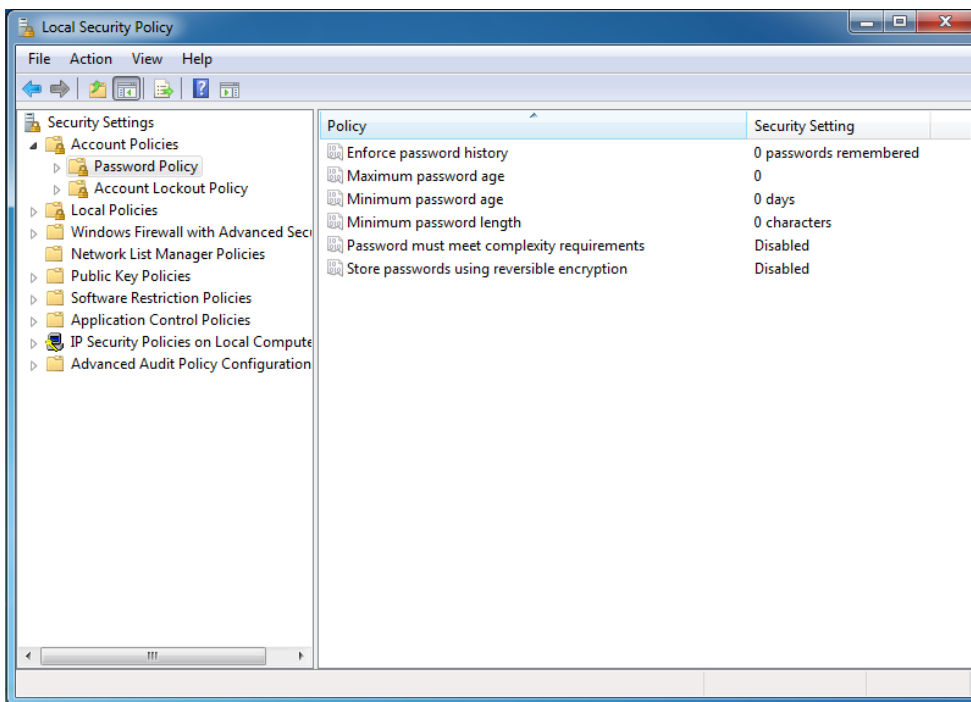 Local Security Policy
File Action View Help
Security Settings
Account Policies
Password Policy
Account Lockout Policy
Local Policies
Windows Firewall with Advanced Secu
Network List Manager Policies
Public Key Policies
Software Restriction Policies
Application Control Policies
IP Security Policies on Local Compute
Advanced Audit Policy Configuration
Policy Security Setting
Enforce password history 0 passwords remembered
Maximum password age 0
Minimum password age 0 days
Minimum password length 0 characters
Password must meet complexity requirements Disabled
Store passwords using reversible encryption Disabled